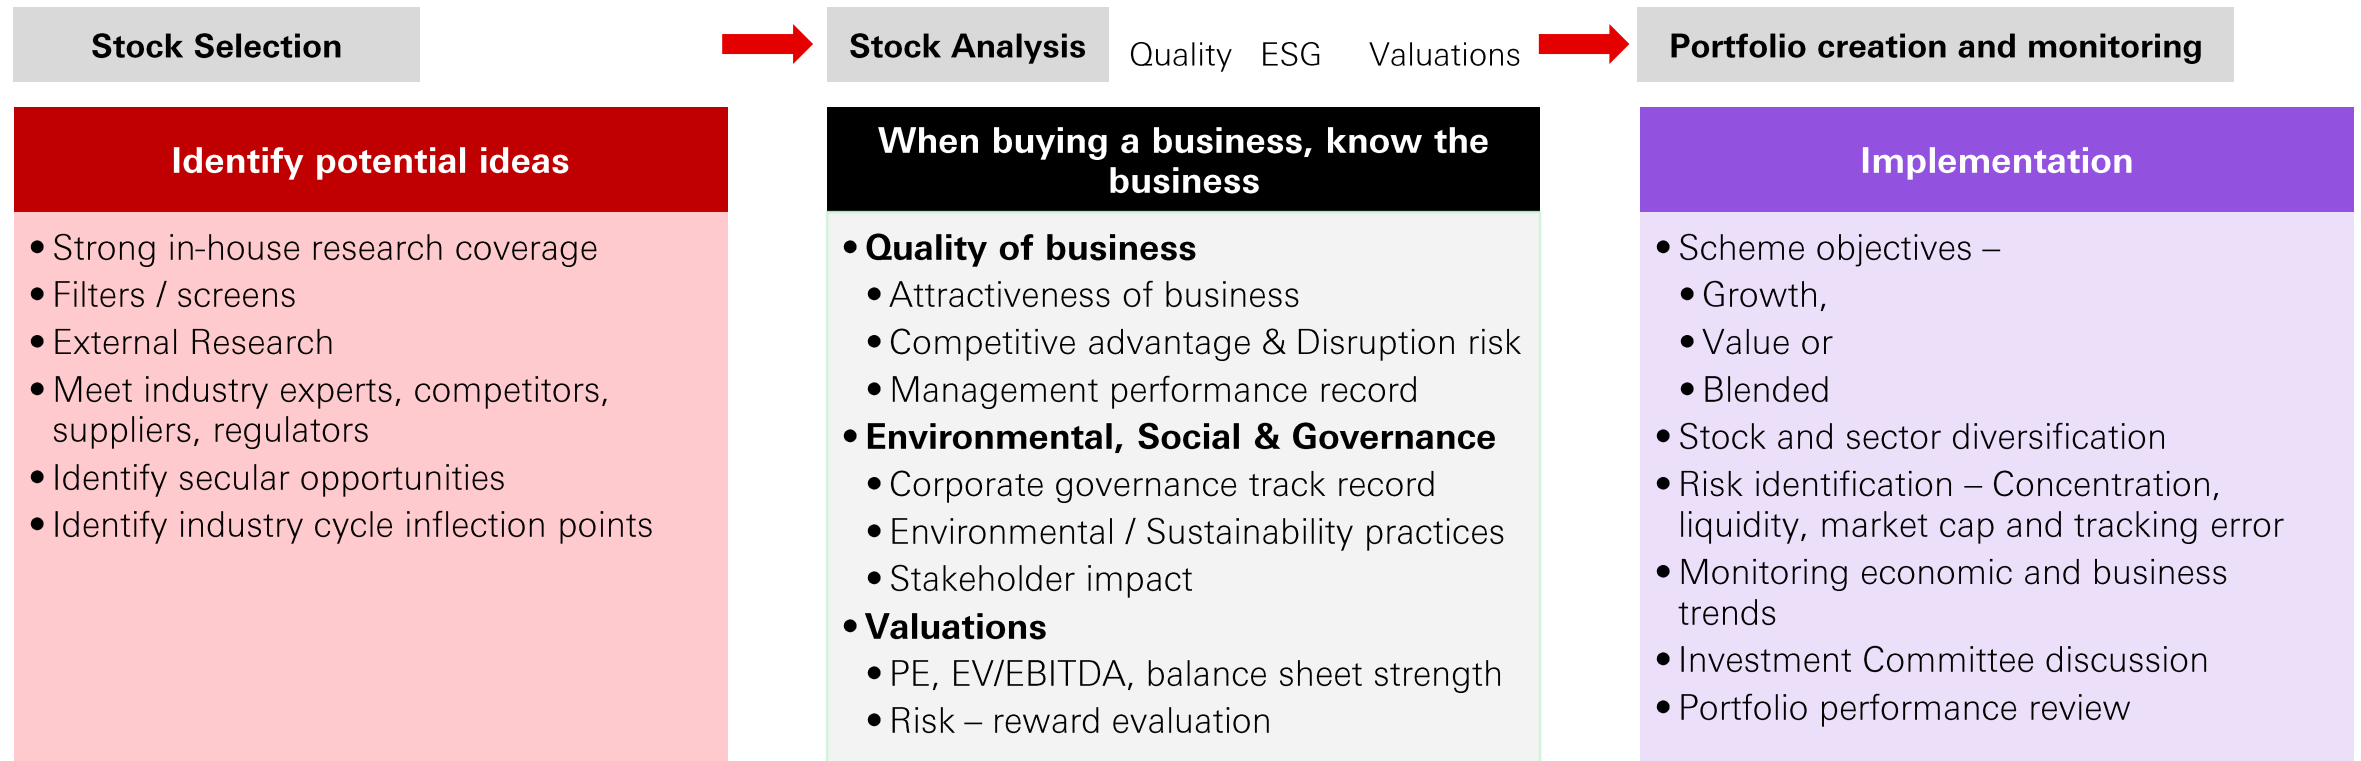 Stock Selection
Stock Analysis
Quality
ESG
Valuations
Portfolio creation and monitoring
Identify potential ideas
• Strong in-house research coverage
• Filters / screens
• External Research
• Meet industry experts, competitors,
suppliers, regulators
• Identify secular opportunities
• Identify industry cycle inflection points
When buying a business, know the
business
• Quality of business
• Attractiveness of business
• Competitive advantage & Disruption risk
• Management performance record
• Environmental, Social & Governance
• Corporate governance track record
• Environmental / Sustainability practices
• Stakeholder impact
• Valuations
• PE, EV/EBITDA, balance sheet strength
• Risk – reward evaluation
Implementation
• Scheme objectives –
• Growth,
• Value or
• Blended
• Stock and sector diversification
• Risk identification – Concentration,
liquidity, market cap and tracking error
• Monitoring economic and business
trends
• Investment Committee discussion
• Portfolio performance review